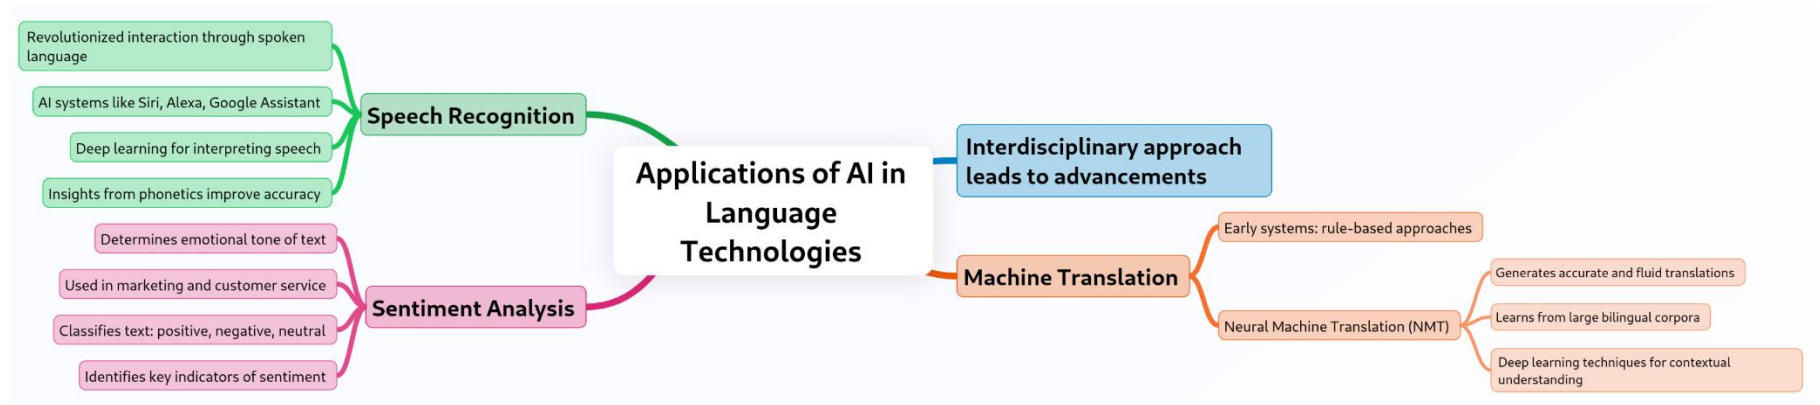 Applications of AI in
Language
Technologies
Speech Recognition
Revolutionized interaction through spoken
language
AI systems like Siri, Alexa, Google Assistant
Deep learning for interpreting speech
Insights from phonetics improve accuracy
Sentiment Analysis
Determines emotional tone of text
Used in marketing and customer service
Classifies text: positive, negative, neutral
Identifies key indicators of sentiment
Interdisciplinary approach
leads to advancements
Machine Translation
Early systems: rule-based approaches
Neural Machine Translation (NMT)
Generates accurate and fluid translations
Learns from large bilingual corpora
Deep learning techniques for contextual
understanding